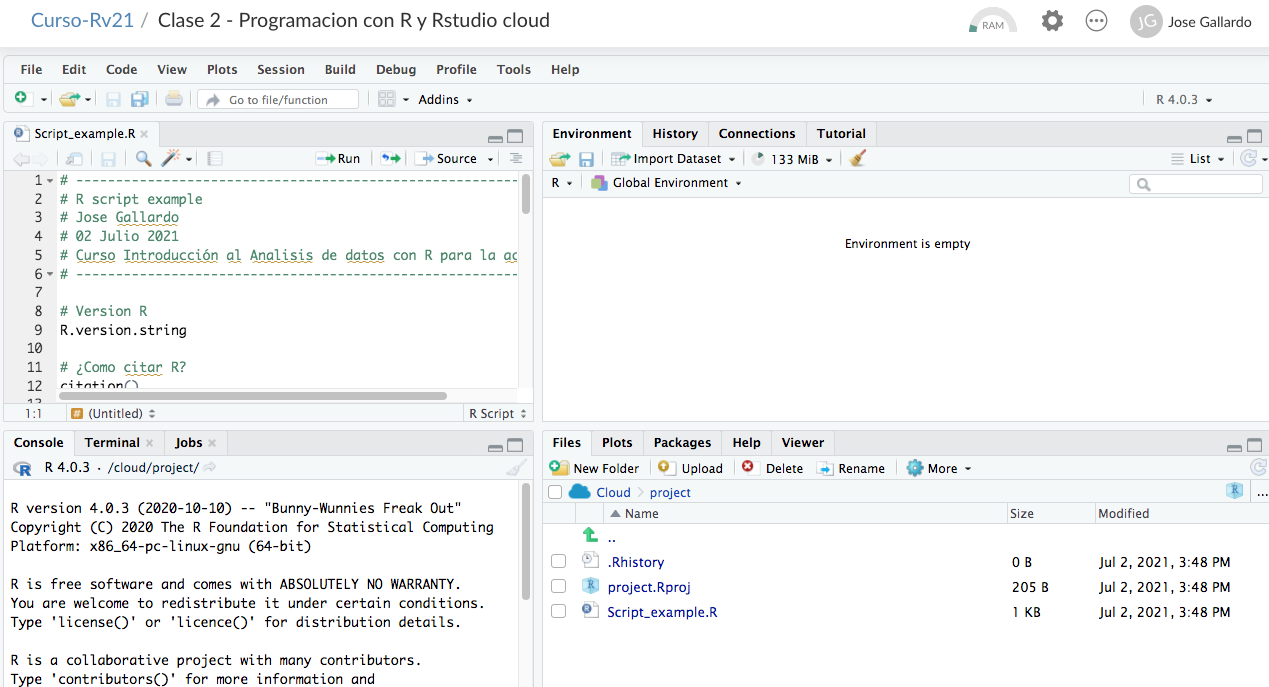 Curso-Rv21 / Clase 2 - Programacion con R y Rstudio cloud
RAM
JG Jose Gallardo
File Edit Code View Plots Session Build Debug Profile Tools Help
Go to file/function
Addins
R 4.0.3
Script_example.R
Run
Source
1 # --------------------------------------------------------
2 # R script example
3 # Jose Gallardo
4 # 02 Julio 2021
5 # Curso Introducción al Analisis de datos con R para la ac
6 # --------------------------------------------------------
7
8 # Version R
9 R.version.string
10
11 # ¿Como citar R?
12 citation()
13
1:1 # (Untitled) R Script
Environment History Connections Tutorial
Import Dataset 133 MiB List
R Global Environment
Environment is empty
Console Terminal Jobs
R R 4.0.3 · /cloud/project/
R version 4.0.3 (2020-10-10) -- "Bunny-Wunnies Freak Out"
Copyright (C) 2020 The R Foundation for Statistical Computing
Platform: x86_64-pc-linux-gnu (64-bit)
R is free software and comes with ABSOLUTELY NO WARRANTY.
You are welcome to redistribute it under certain conditions.
Type 'license()' or 'licence()' for distribution details.
R is a collaborative project with many contributors.
Type 'contributors()' for more information and
Files Plots Packages Help Viewer
New Folder Upload Delete Rename More
Cloud project
R ...
Name Size Modified
..
.Rhistory 0 B Jul 2, 2021, 3:48 PM
project.Rproj 205 B Jul 2, 2021, 3:48 PM
Script_example.R 1 KB Jul 2, 2021, 3:48 PM